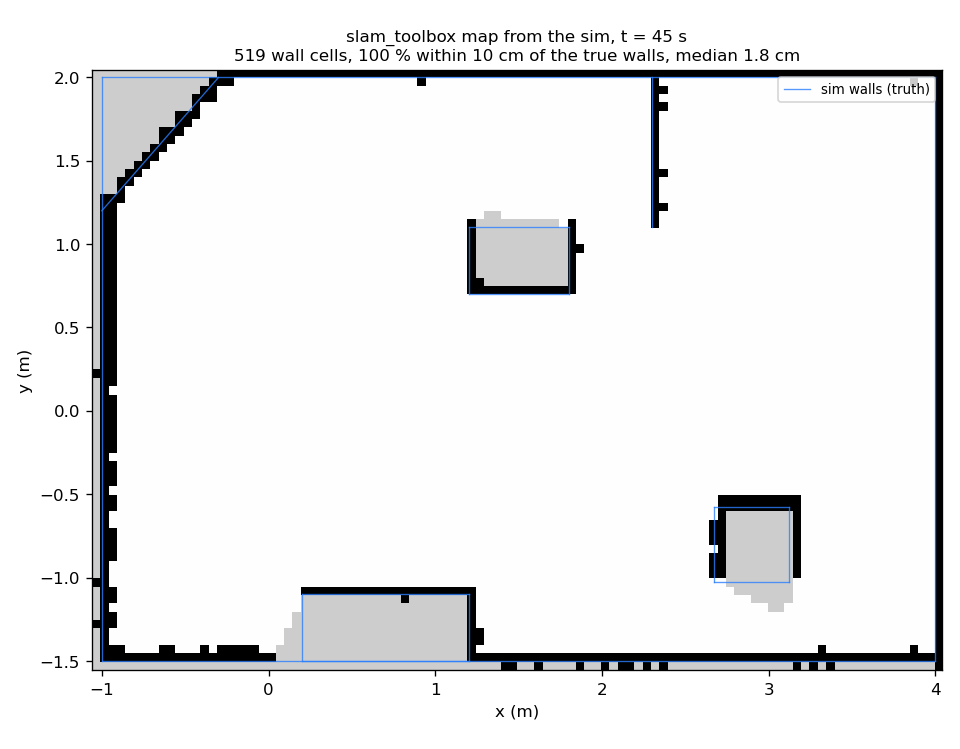 slam_toolbox map from the sim, t = 45 s
519 wall cells, 100 % within 10 cm of the true walls, median 1.8 cm
sim walls (truth)
y (m)
2.0
1.5
1.0
0.5
0.0
−0.5
−1.0
−1.5
−1
0
1
2
3
4
x (m)